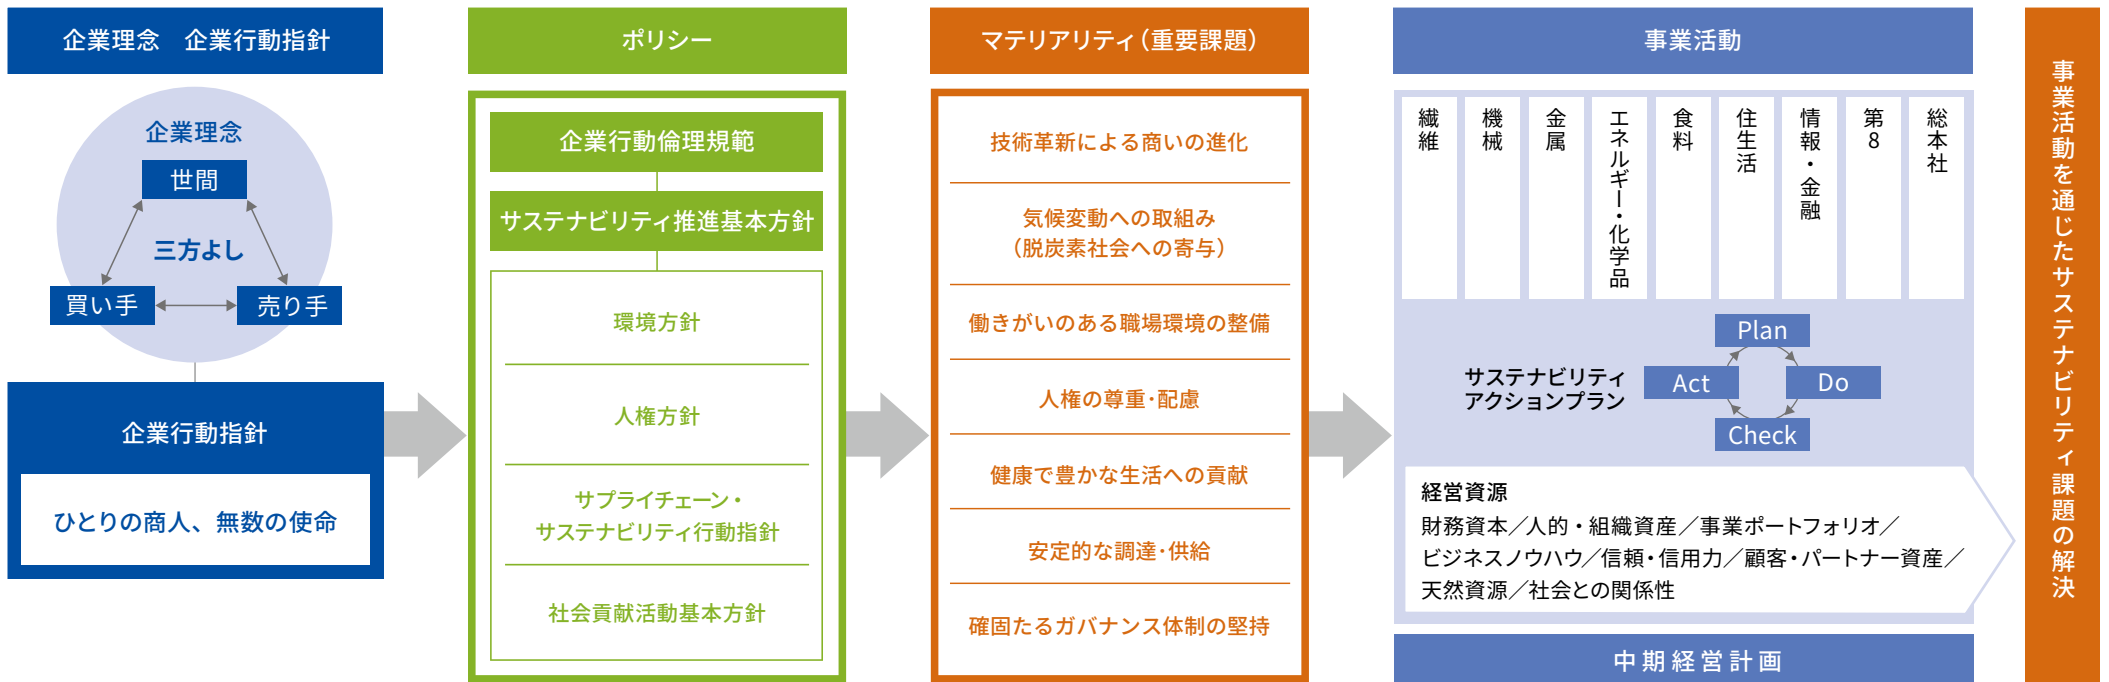 企業理念　企業行動指針
企業理念
世間
三方よし
買い手
売り手
企業行動指針
ひとりの商人、無数の使命
ポリシー
企業行動倫理規範
サステナビリティ推進基本方針
環境方針
人権方針
サプライチェーン・
サステナビリティ行動指針
社会貢献活動基本方針
マテリアリティ（重要課題）
技術革新による商いの進化
気候変動への取組み
（脱炭素社会への寄与）
働きがいのある職場環境の整備
人権の尊重・配慮
健康で豊かな生活への貢献
安定的な調達・供給
確固たるガバナンス体制の堅持
事業活動
繊維
機械
金属
エネルギー・化学品
食料
住生活
情報・金融
第8
総本社
サステナビリティ
アクションプラン
Plan
Do
Check
Act
経営資源
財務資本／人的・組織資産／事業ポートフォリオ／
ビジネスノウハウ／信頼・信用力／顧客・パートナー資産／
天然資源／社会との関係性
中期経営計画
事業活動を通じたサステナビリティ課題の解決